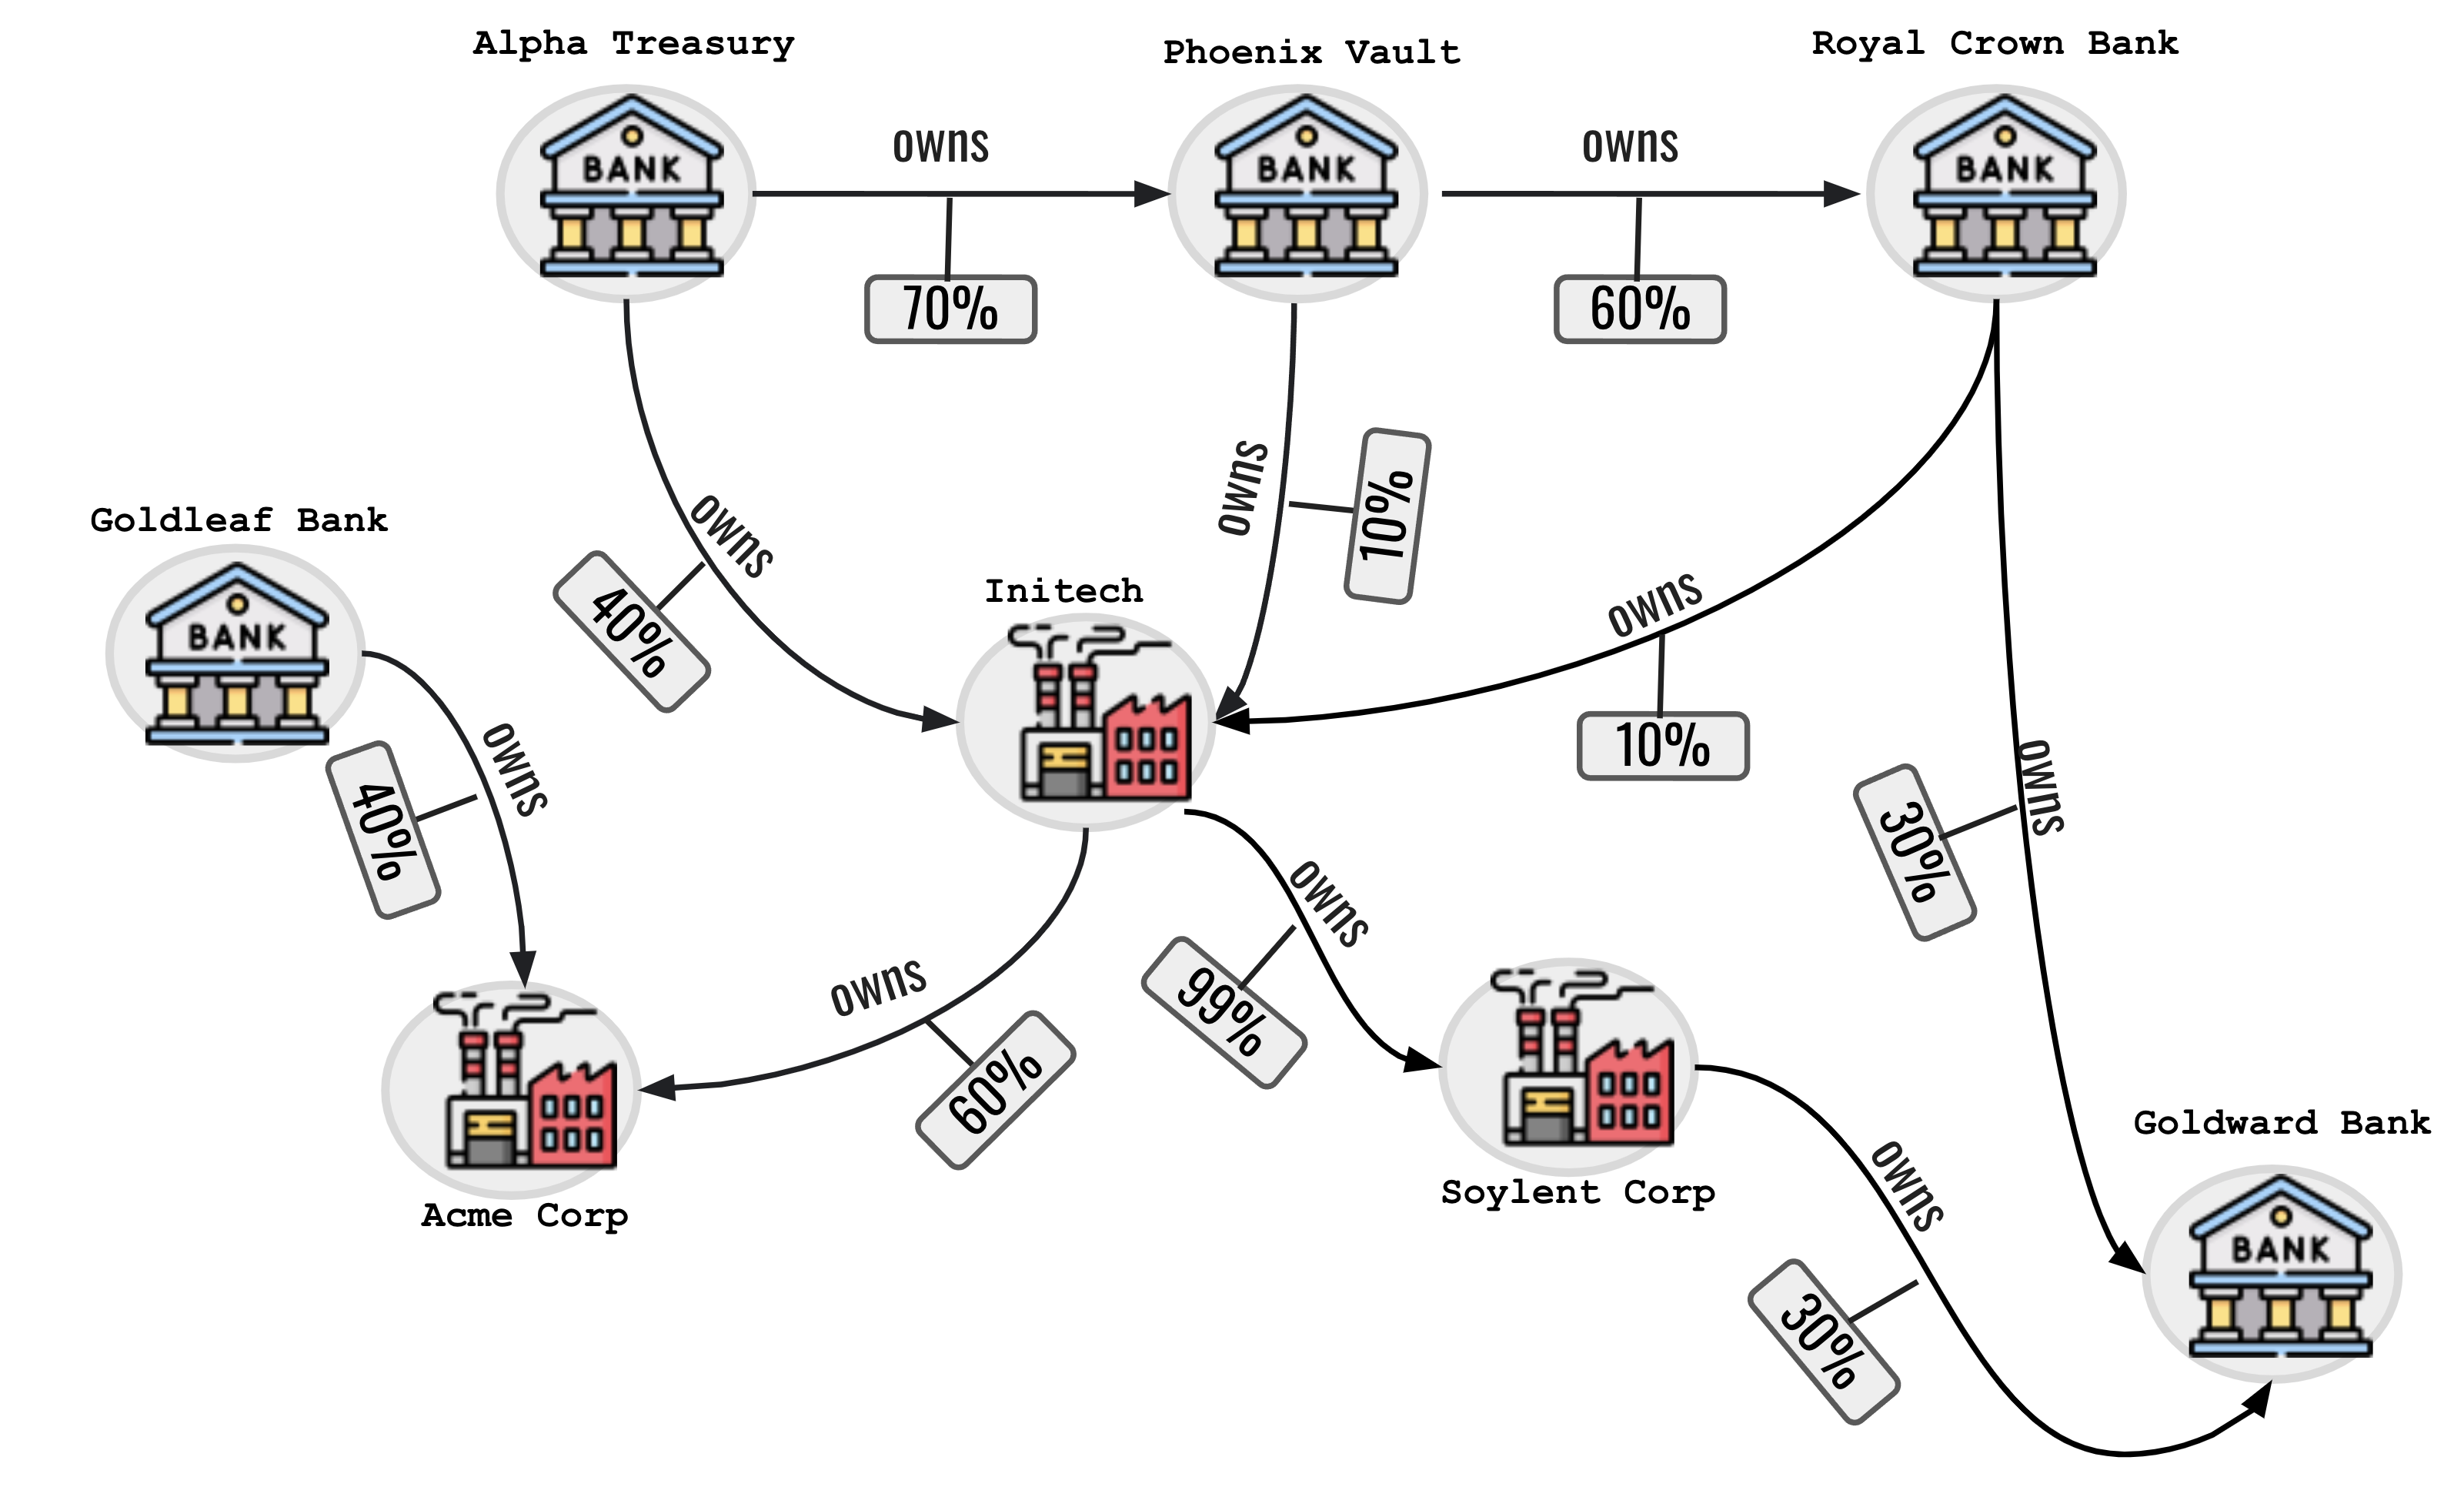 Alpha Treasury
Phoenix Vault
Royal Crown Bank
BANK
owns
BANK
owns
BANK
70%
60%
owns
10%
Goldleaf Bank
owns
40%
Initech
owns
BANK
10%
owns
40%
owns
30%
owns
owns
99%
60%
Acme Corp
Soylent Corp
Goldward Bank
owns
BANK
30%